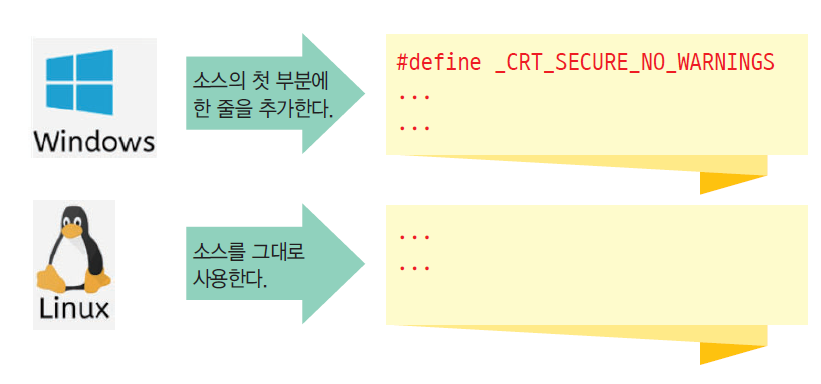 Windows
소스의 첫 부분에
한 줄을 추가한다.
#define _CRT_SECURE_NO_WARNINGS
...
...
Linux
소스를 그대로
사용한다.
...
...